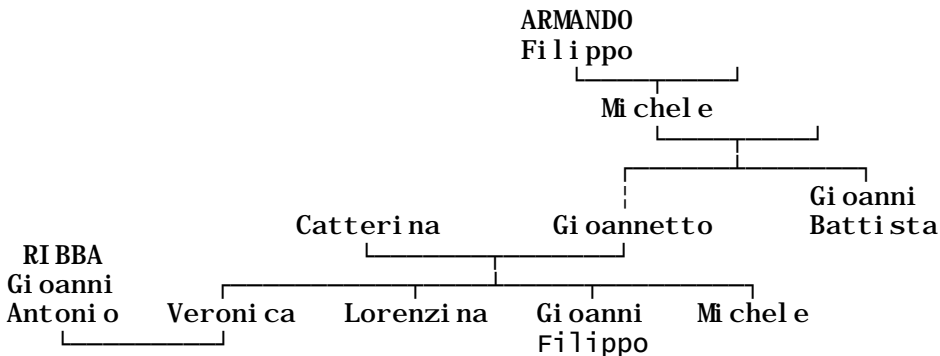 ARMANDO
Filippo
Michele
Gioanni
Catterina Gioannetto Battista
RIBBA
Gioanni
Antonio Veronica Lorenzina Gioanni Michele
Filippo